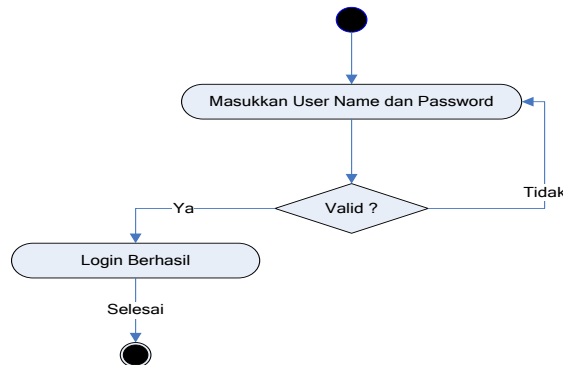 Masukkan User Name dan Password
Valid ?
Tidak
Ya
Login Berhasil
Selesai